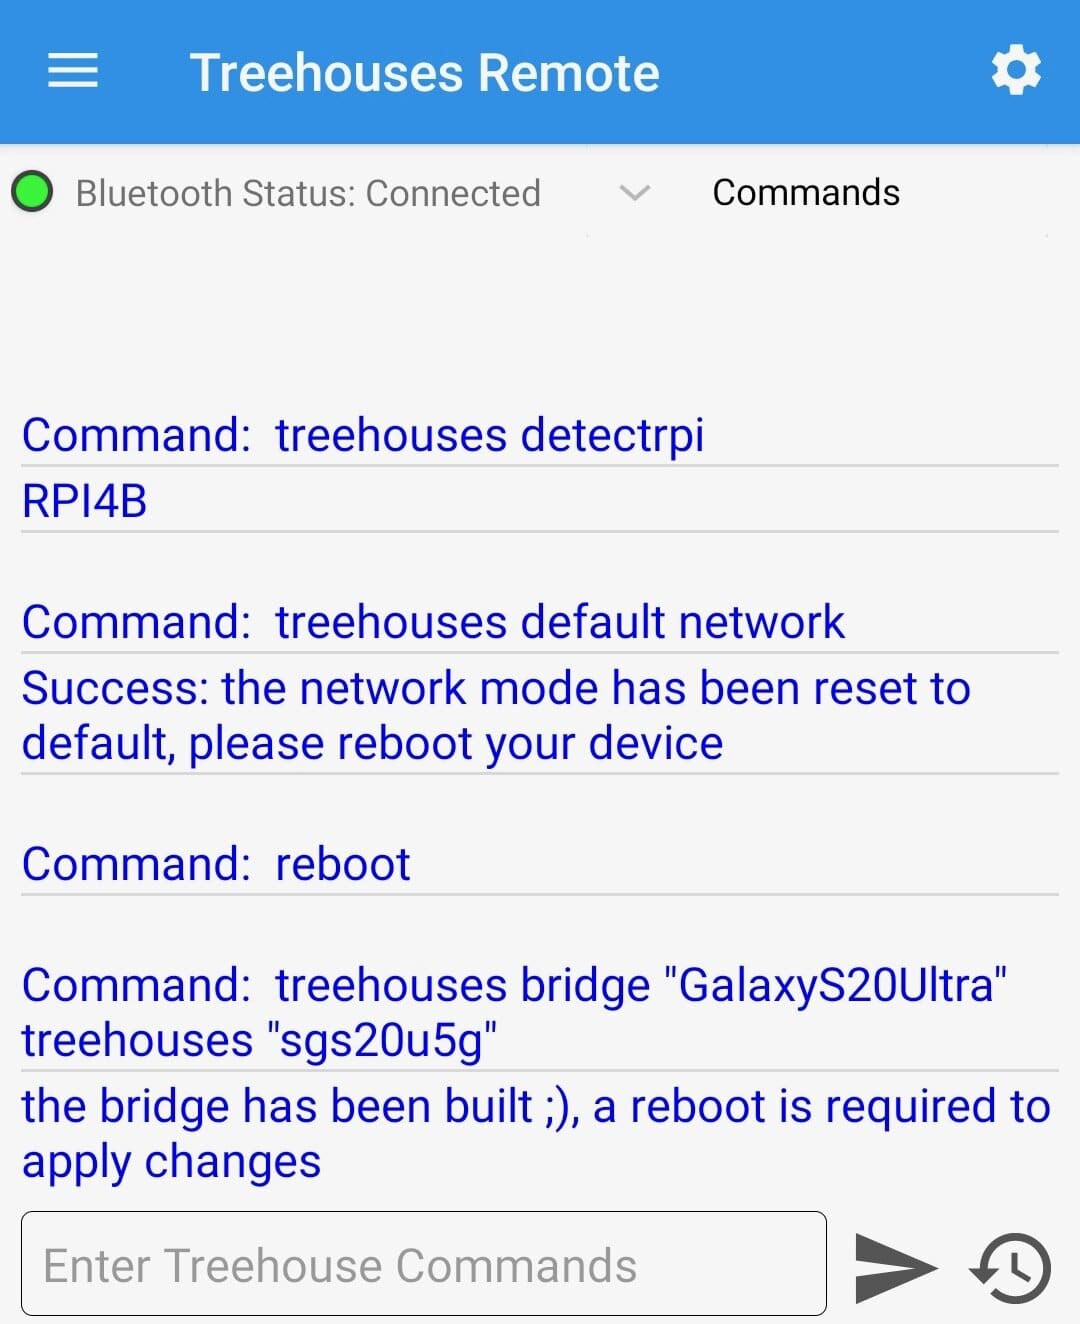 Treehouses Remote
Bluetooth Status: Connected
Commands
Command:  treehouses detectrpi
RPI4B
Command:  treehouses default network
Success: the network mode has been reset to
default, please reboot your device
Command:  reboot
Command:  treehouses bridge "GalaxyS20Ultra"
treehouses "sgs20u5g"
the bridge has been built ;), a reboot is required to
apply changes
Enter Treehouse Commands